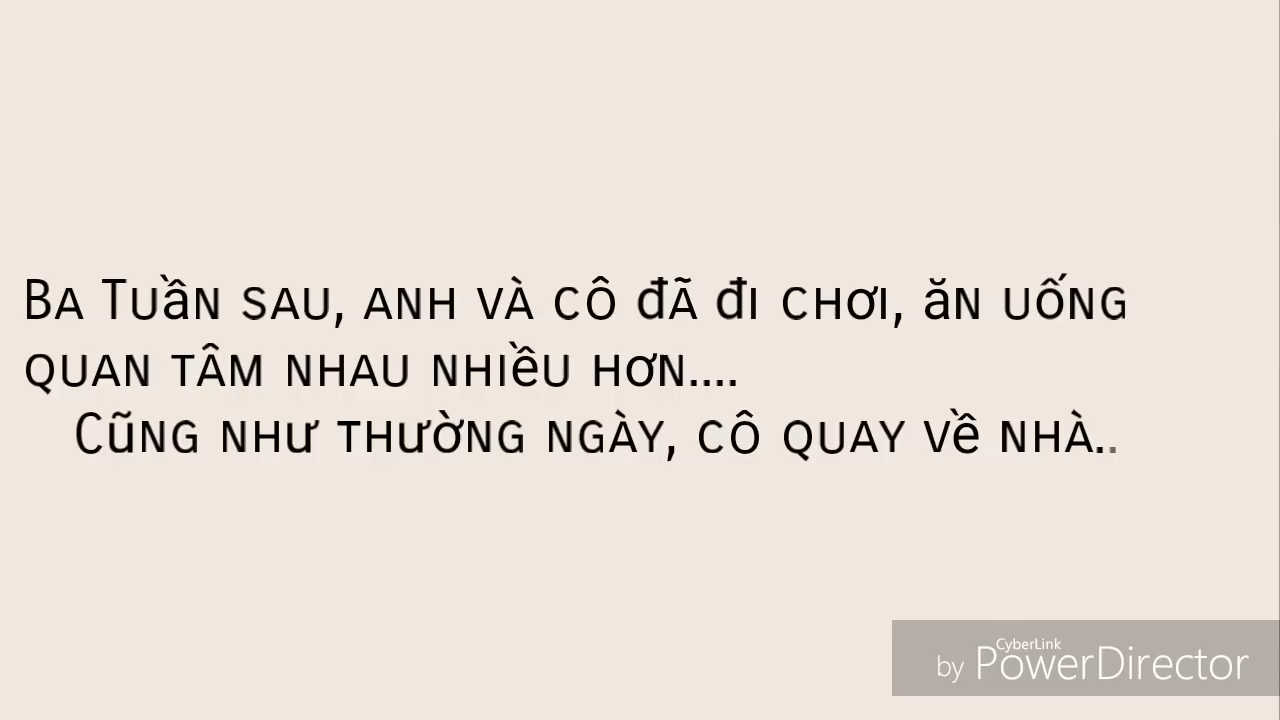 Ba Tuần sau, anh và cô đã đi chơi, ăn uống
quan tâm nhau nhiều hơn....
Cũng như thường ngày, cô quay về nhà..
CyberLink
by PowerDirector